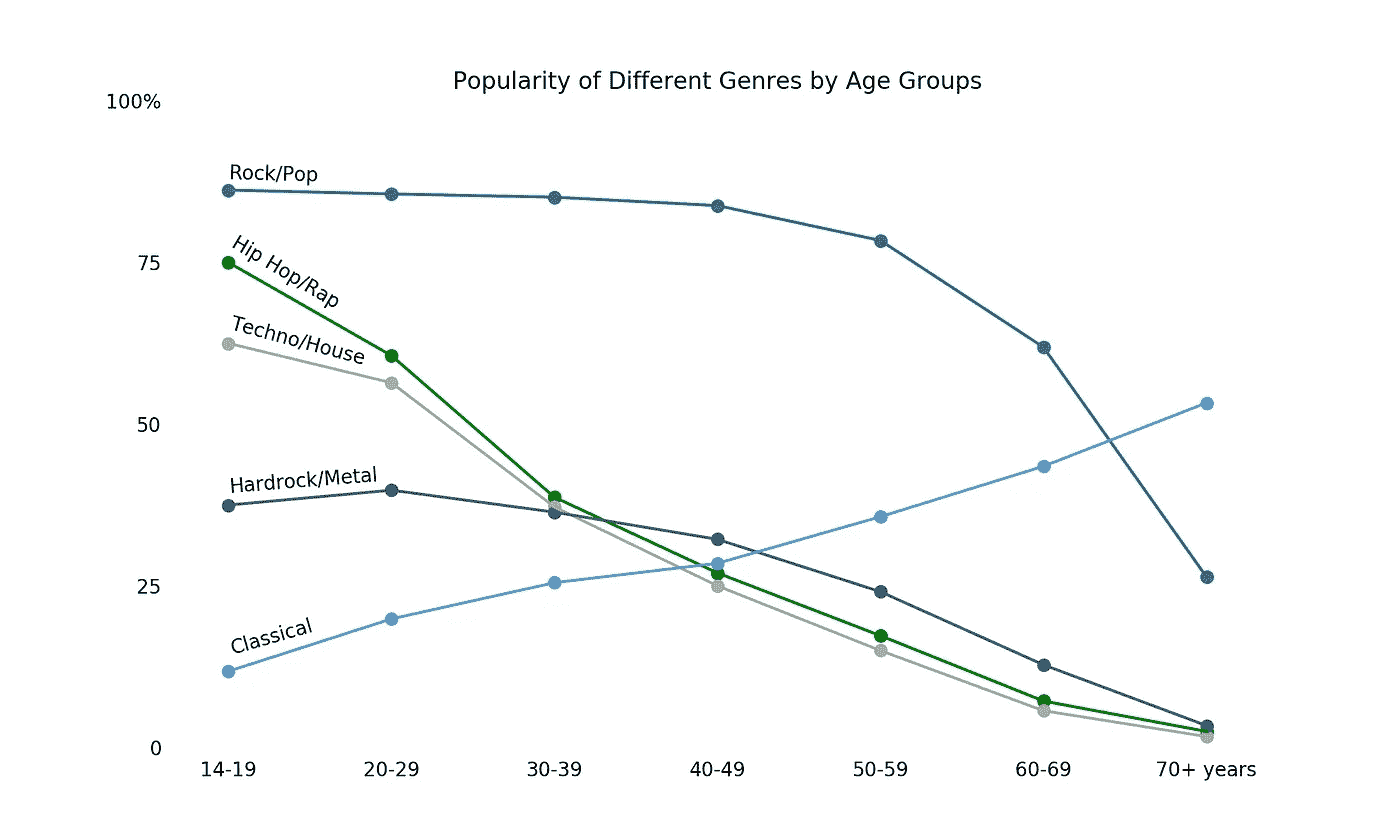 Popularity of Different Genres by Age Groups
100%
Rock/Pop
Hip Hop/Rap
75
Techno/House
50
Hardrock/Metal
25
Classical
0
14-19 20-29 30-39 40-49 50-59 60-69 70+ years